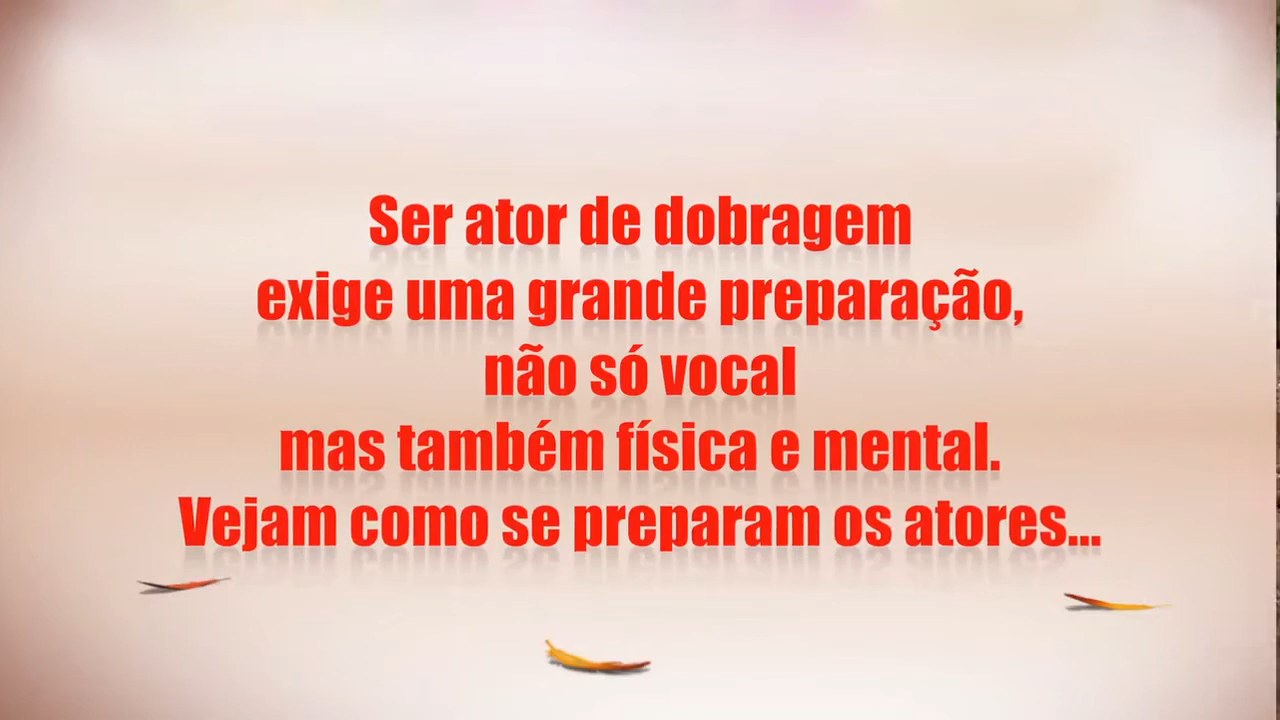 Ser ator de dobragem
exige uma grande preparação,
não só vocal
mas também física e mental.
Vejam como se preparam os atores...